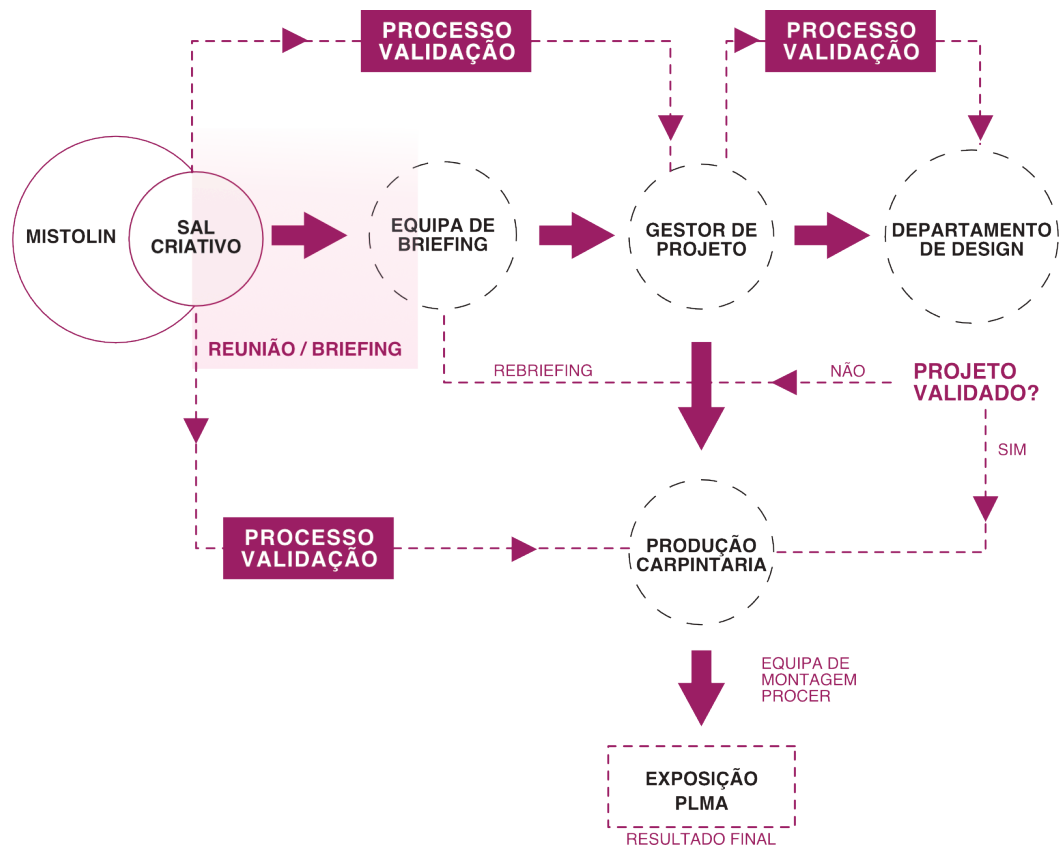 PROCESSO
VALIDAÇÃO
PROCESSO
VALIDAÇÃO
MISTOLIN
SAL
CRIATIVO
EQUIPA DE
BRIEFING
GESTOR DE
PROJETO
DEPARTAMENTO
DE DESIGN
REUNIÃO / BRIEFING
REBRIEFING
NÃO
PROJETO
VALIDADO?
SIM
PROCESSO
VALIDAÇÃO
PRODUÇÃO
CARPINTARIA
EQUIPA DE
MONTAGEM
PROCER
EXPOSIÇÃO
PLMA
RESULTADO FINAL